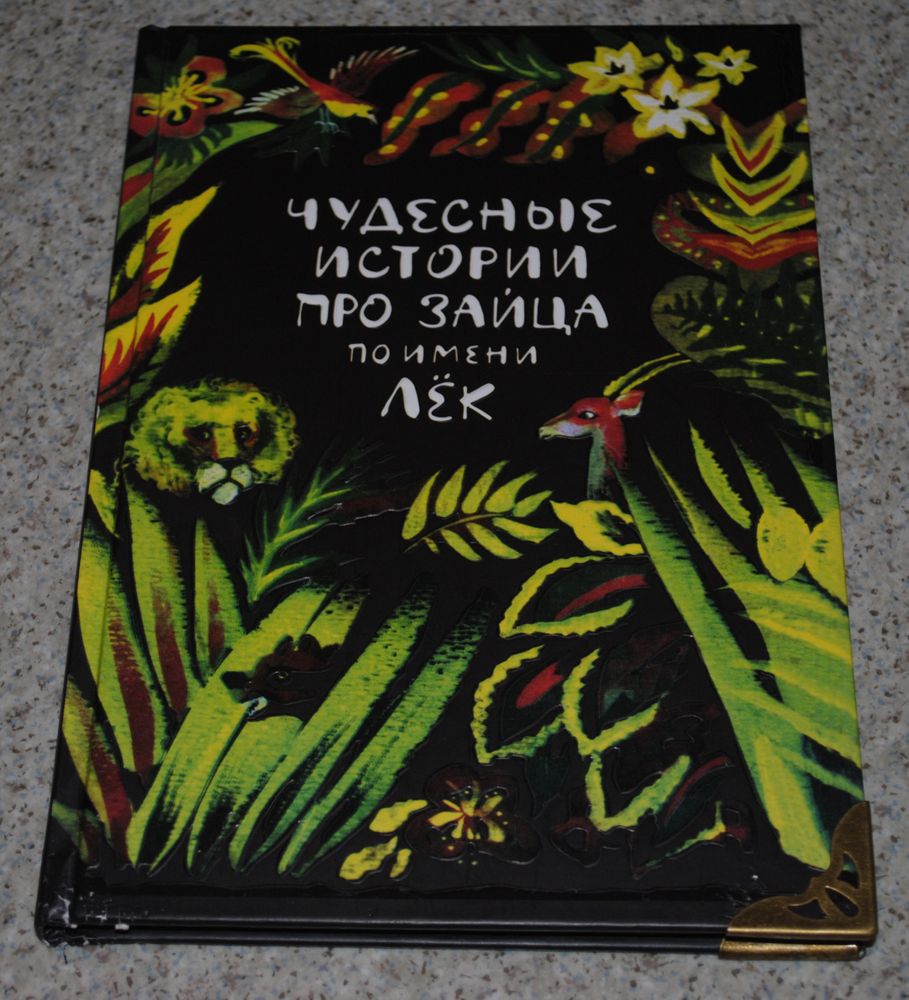 ЧУДЕСНЫЕ
ИСТОРИИ
ПРО ЗАЙЦА
ПО ИМЕНИ
ЛЁК